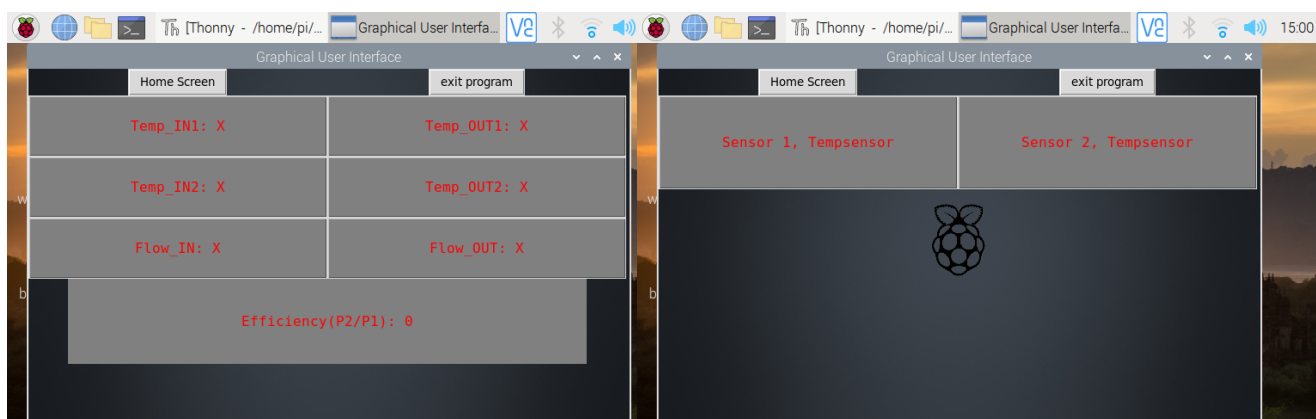 [Thonny - /home/pi/...
Graphical User Interfa...
V2
Graphical User Interface
Home Screen
exit program
Temp_IN1: X
Temp_OUT1: X
Temp_IN2: X
Temp_OUT2: X
Flow_IN: X
Flow_OUT: X
Efficiency(P2/P1): 0
w
b
[Thonny - /home/pi/...
Graphical User Interfa...
V2
15:00
Graphical User Interface
Home Screen
exit program
Sensor 1, Tempsensor
Sensor 2, Tempsensor
w
b